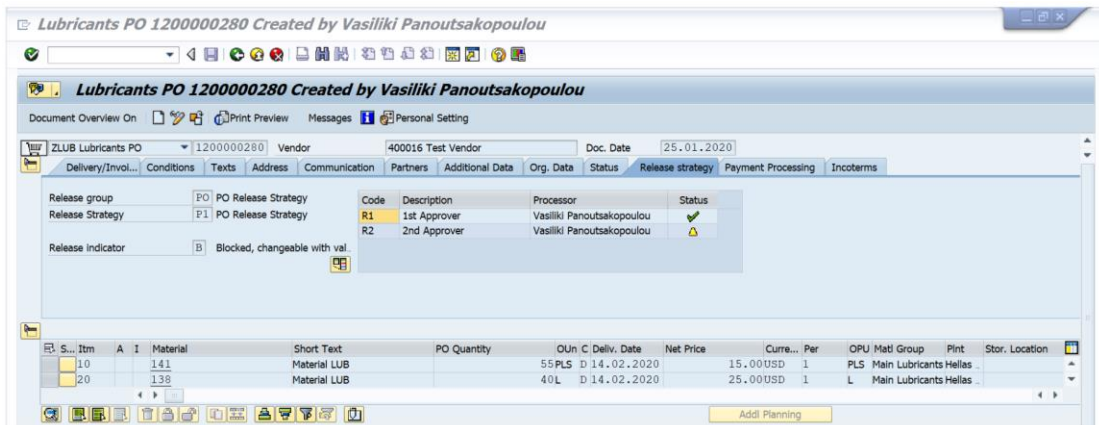 Lubricants PO 1200000280 Created by Vasiliki Panoutsakopoulou
Lubricants PO 1200000280 Created by Vasiliki Panoutsakopoulou
Document Overview On Print Preview Messages Personal Setting
ZLUB Lubricants PO 1200000280 Vendor 400016 Test Vendor Doc. Date 25.01.2020
Delivery/Invoi... Conditions Texts Address Communication Partners Additional Data Org. Data Status Release strategy Payment Processing Incoterms
Release group PO PO Release Strategy Code Description Processor Status
Release Strategy P1 PO Release Strategy R1 1st Approver Vasiliki Panoutsakopoulou
R2 2nd Approver Vasiliki Panoutsakopoulou
Release indicator B Blocked, changeable with val..
S... Itm A I Material Short Text PO Quantity OUn C Deliv. Date Net Price Curre... Per OPU Matl Group Plnt Stor. Location
10 141 Material LUB 55 PLS D 14.02.2020 15.00 USD 1 PLS Main Lubricants Hellas ..
20 138 Material LUB 40 L D 14.02.2020 25.00 USD 1 L Main Lubricants Hellas ..
Addl Planning